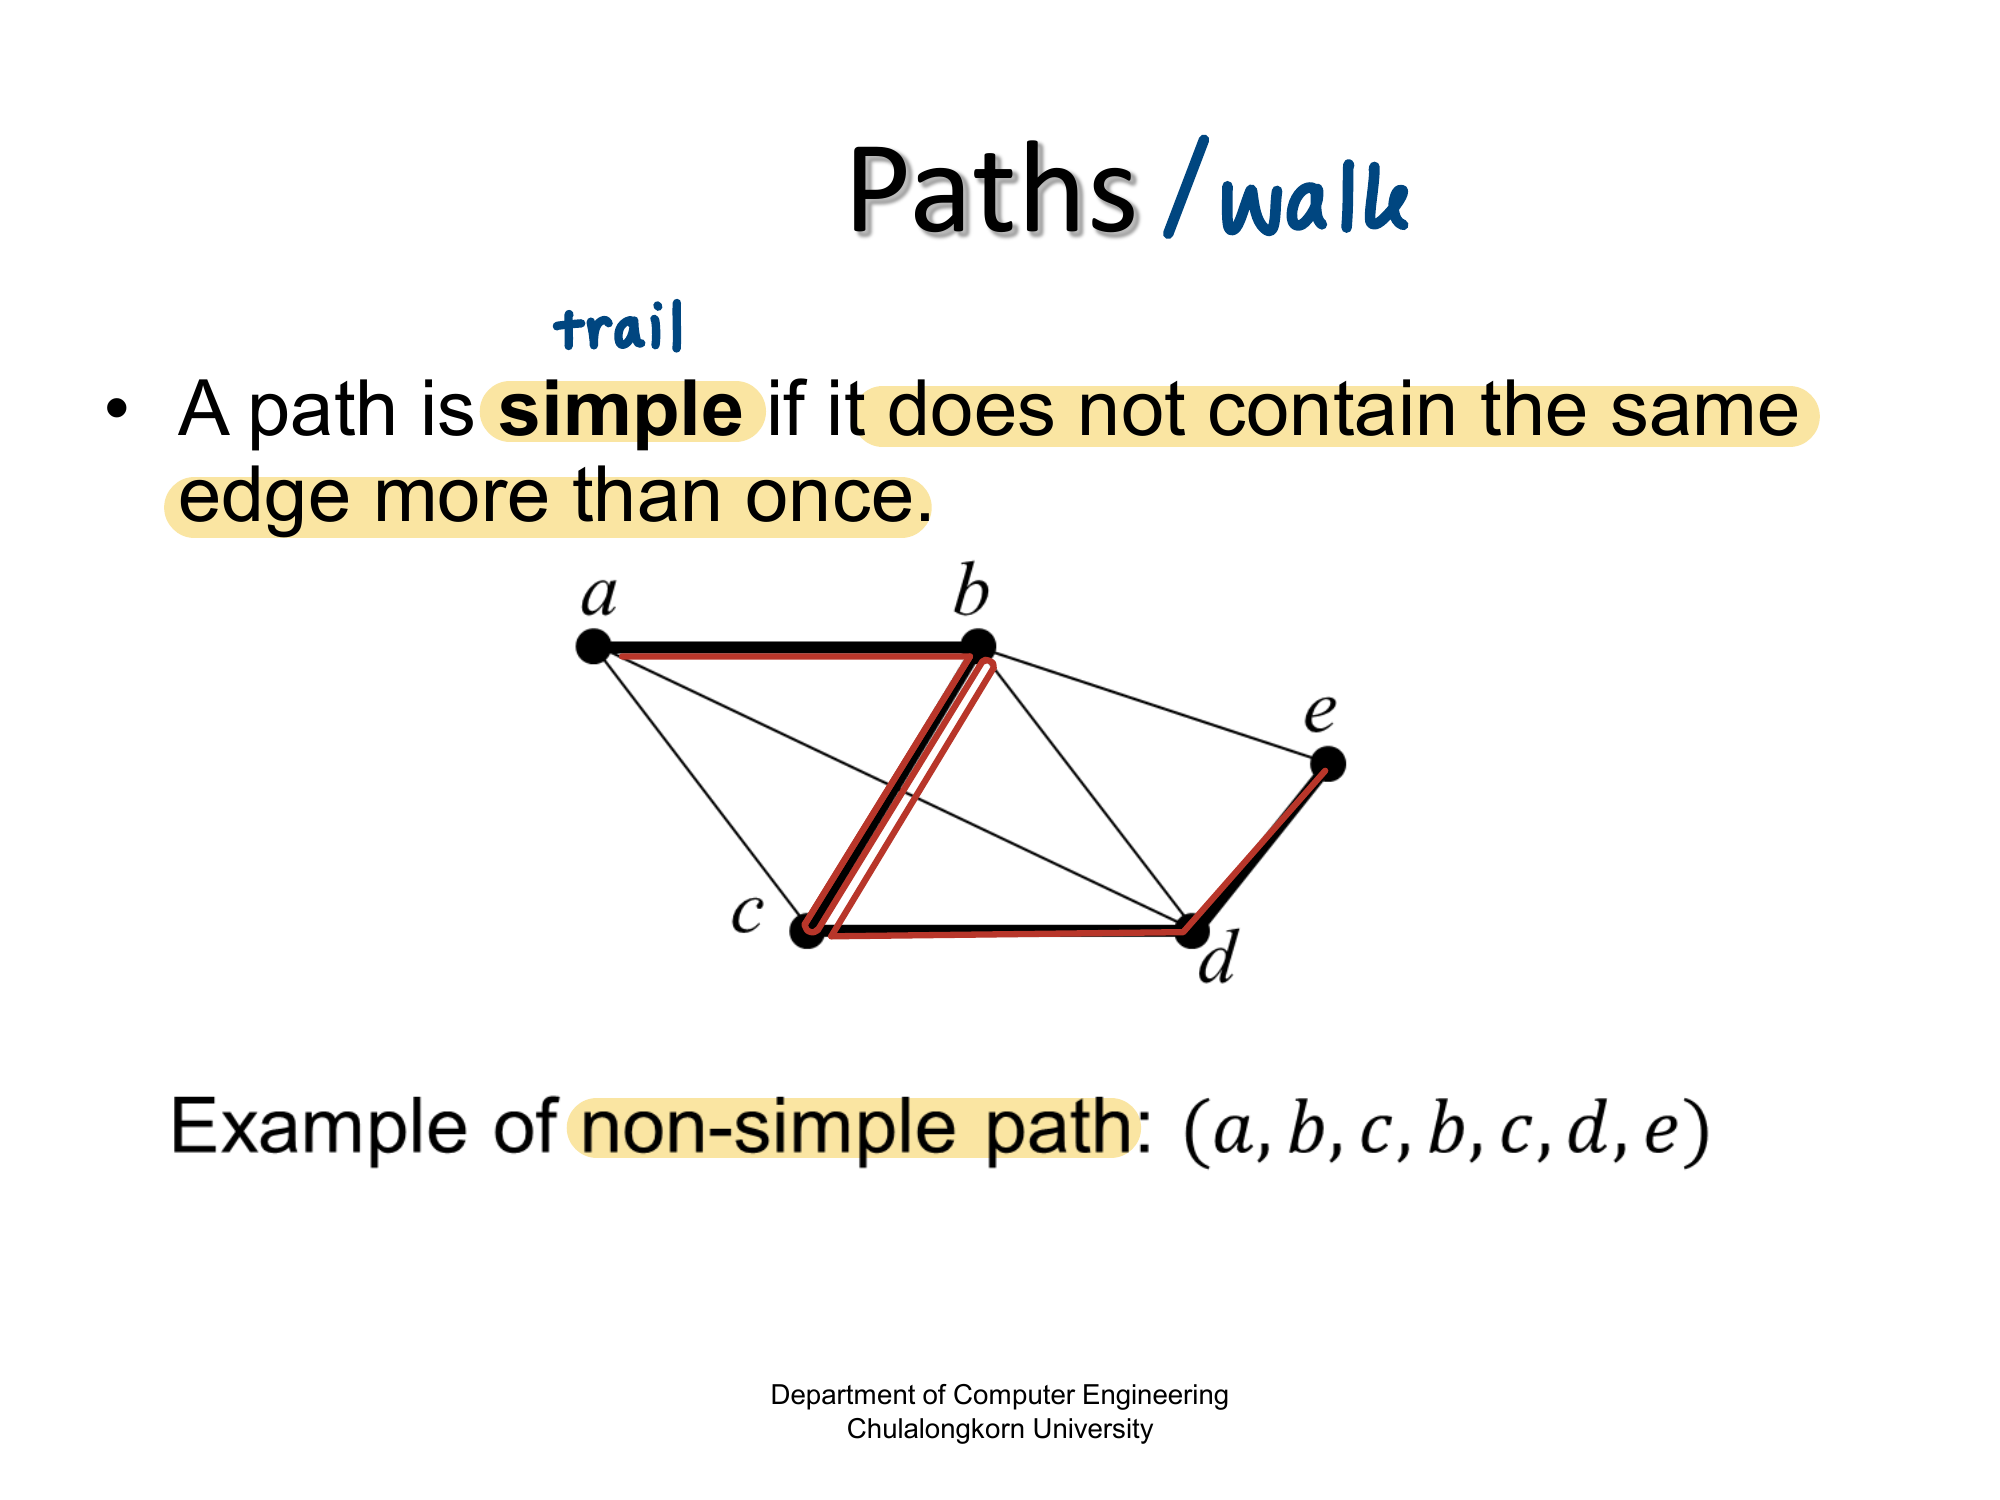 Paths /walk
trail
• A path is simple if it does not contain the same
edge more than once.
a b
e
c
d
Example of non-simple path: (a, b, c, b, c, d, e)
Department of Computer Engineering
Chulalongkorn University